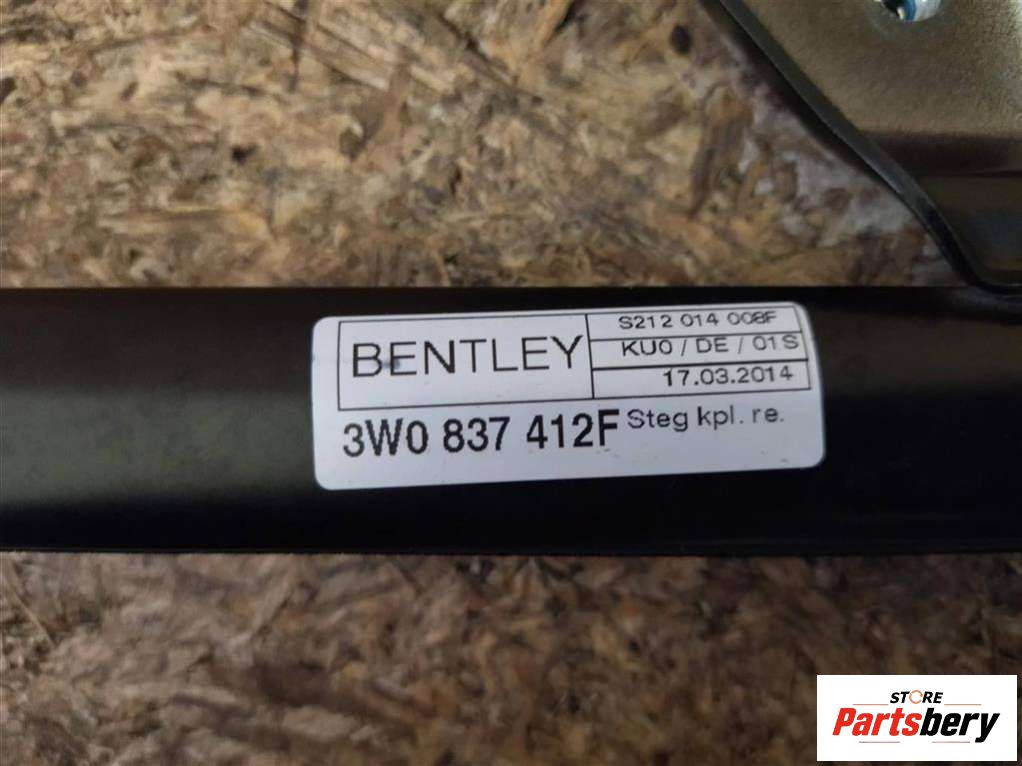 BENTLEY
S212 014 008F
KU0 / DE / 01S
17.03.2014
3W0 837 412F Steg kpl. re.
STORE
Partsbery